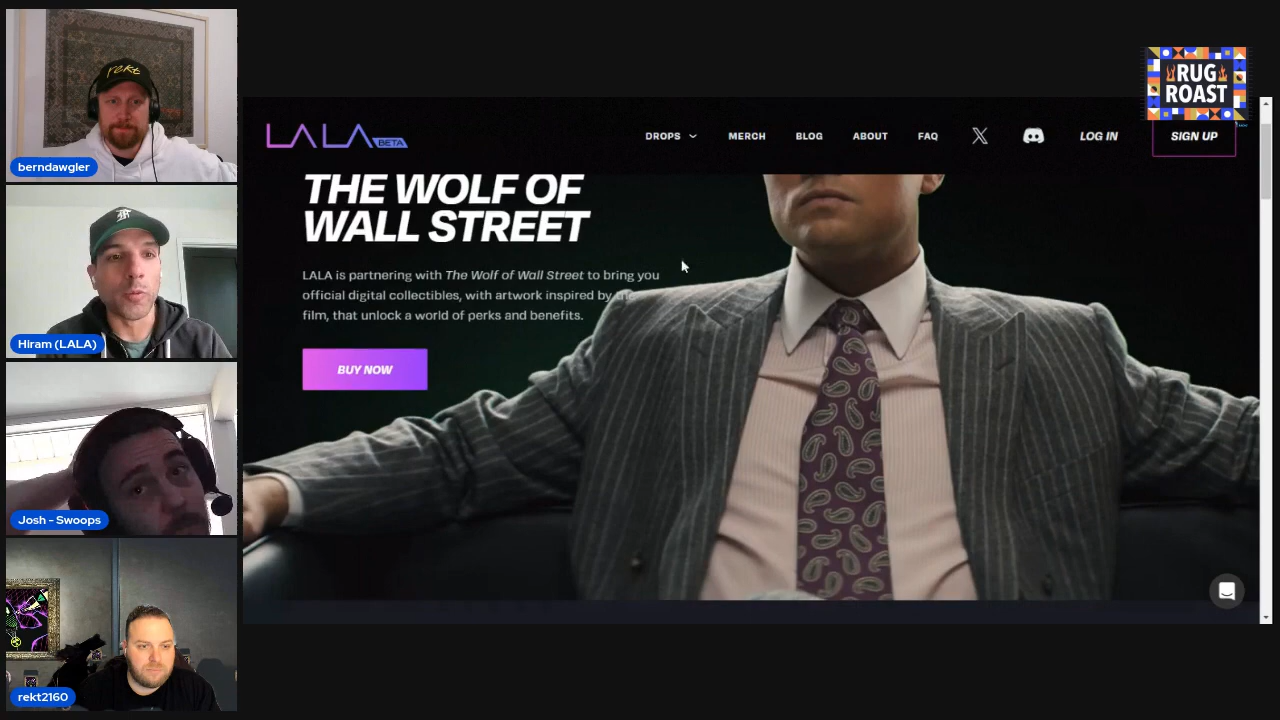 rekt
berndawgler
Hiram (LALA)
Josh - Swoops
rekt2160
RUG
ROAST
LALA BETA
DROPS MERCH BLOG ABOUT FAQ LOG IN SIGN UP
THE WOLF OF
WALL STREET
LALA is partnering with The Wolf of Wall Street to bring you
official digital collectibles, with artwork inspired by the
film, that unlock a world of perks and benefits.
BUY NOW